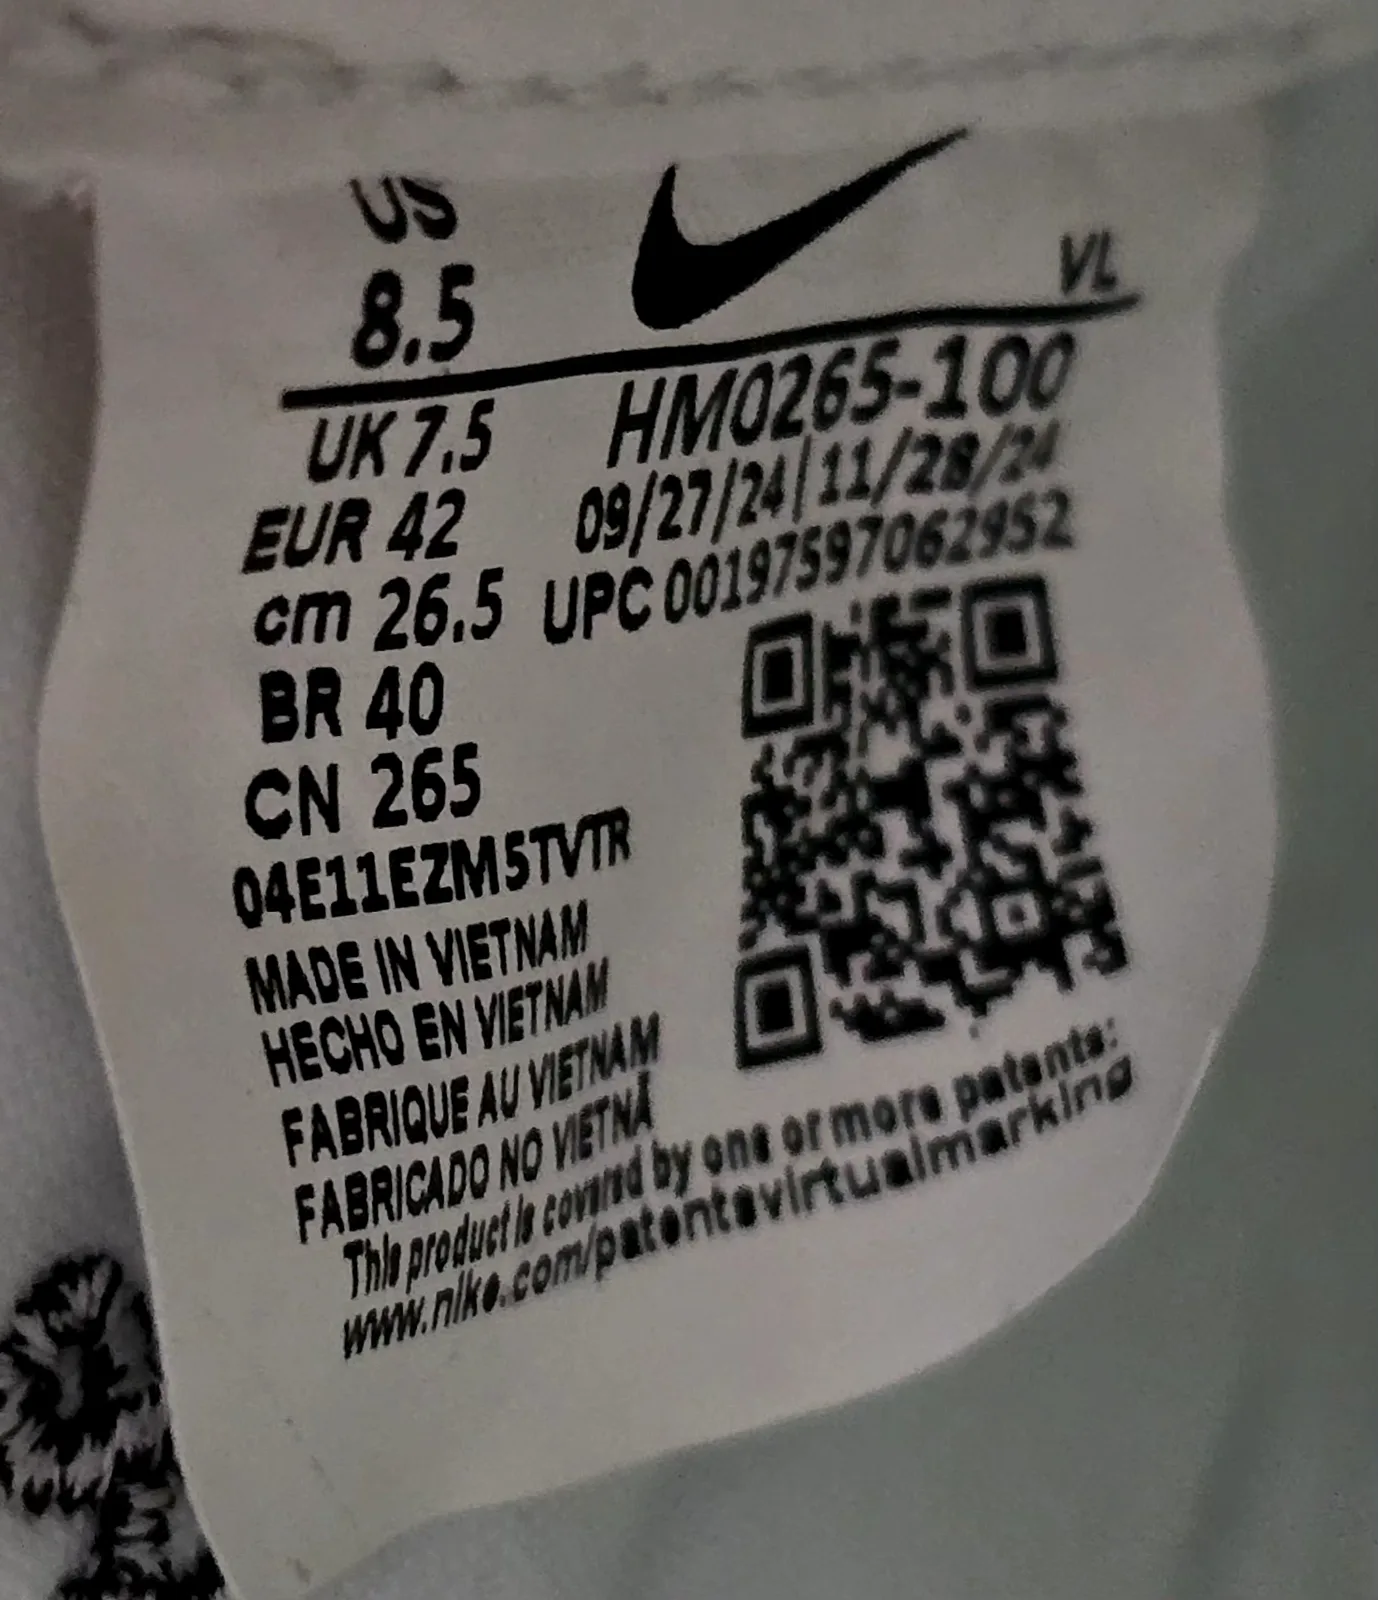 US
8.5
VL
UK 7.5
HM0265-100
EUR 42
09/27/24|11/28/24
cm 26.5
UPC 00197597062952
BR 40
CN 265
04E11EZM5TVTR
MADE IN VIETNAM
HECHO EN VIETNAM
FABRIQUE AU VIETNAM
FABRICADO NO VIETNÃ
This product is covered by one or more patents:
www.nike.com/patentsvirtualmarking